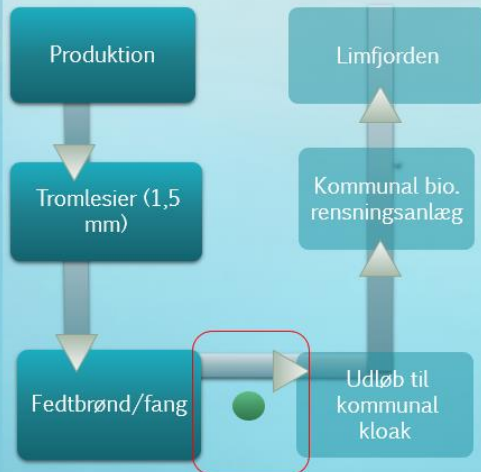 Produktion
Tromlesier (1,5
mm)
Fedtbrønd/fang
Udløb til
kommunal
kloak
Kommunal bio.
rensningsanlæg
Limfjorden